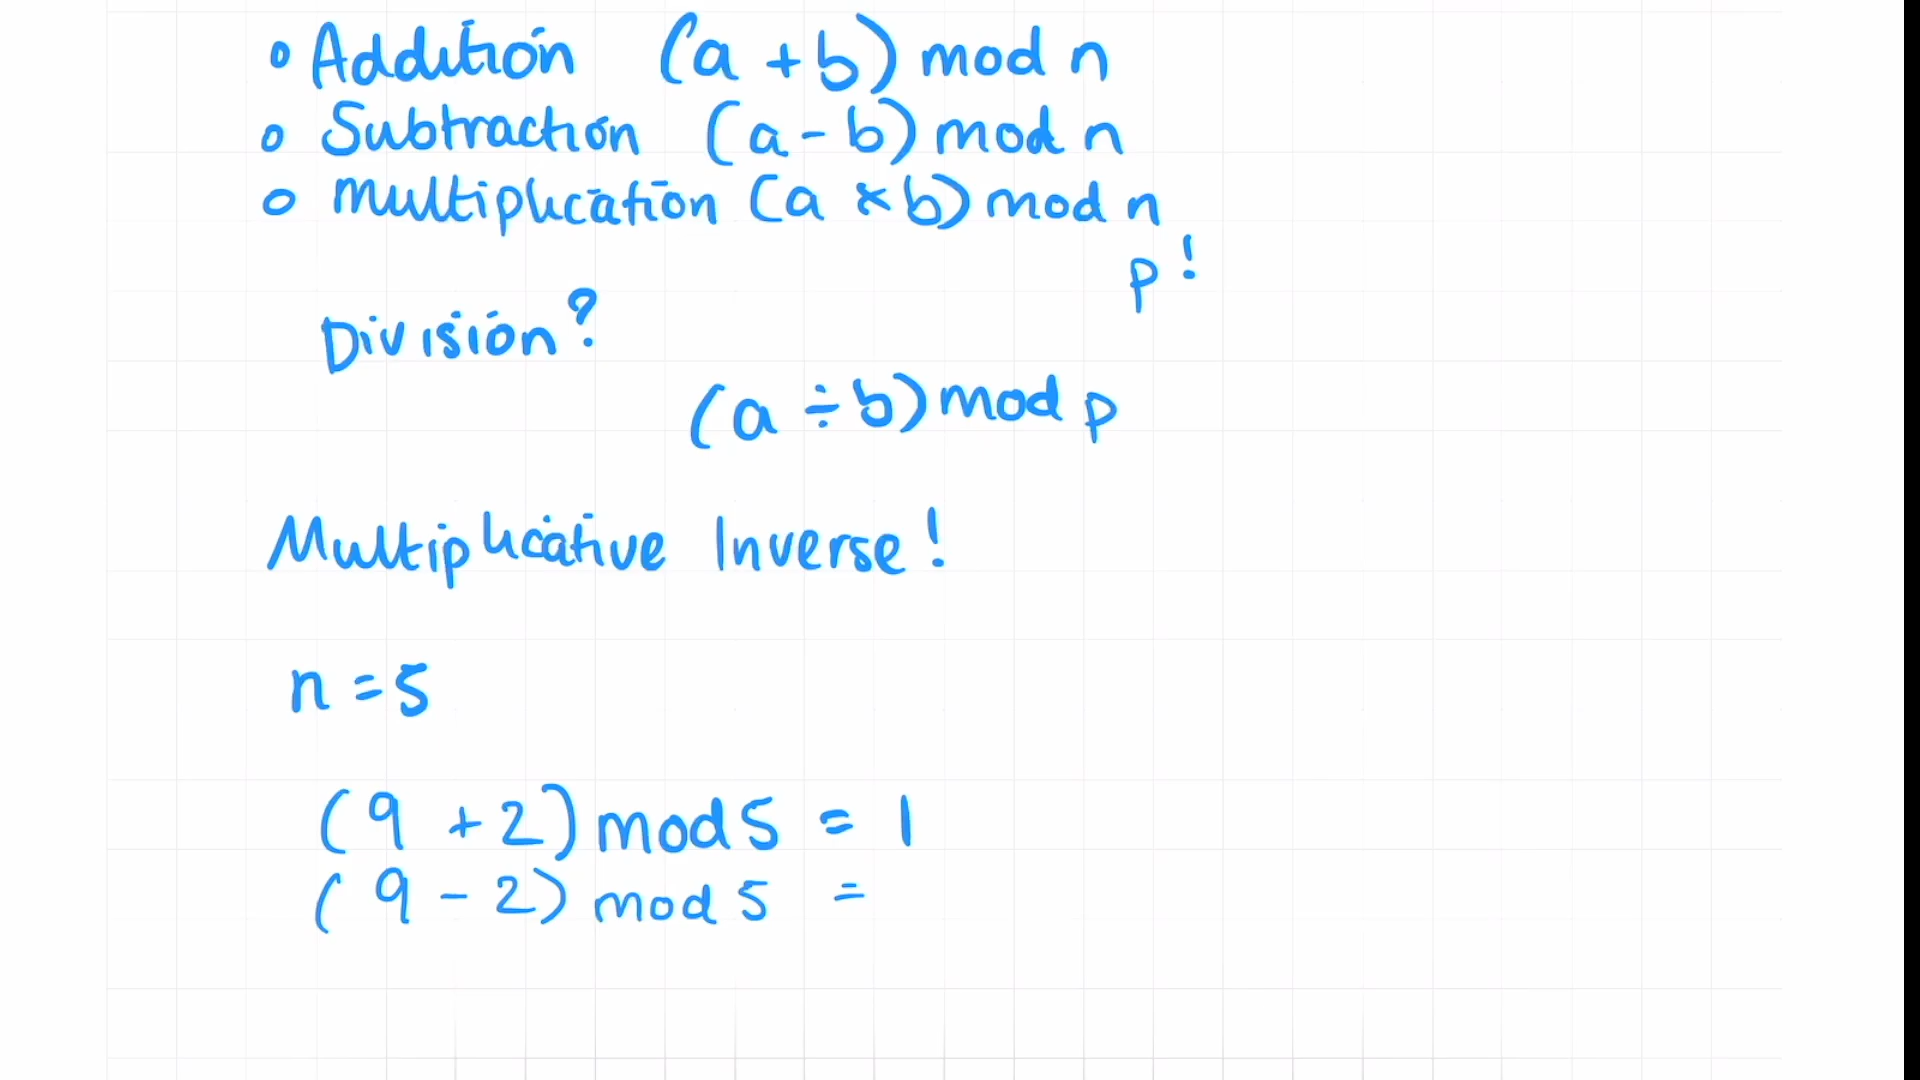 o Addition (a + b) mod n
o Subtraction (a - b) mod n
o Multiplication (a × b) mod n
p!
Division?
(a ÷ b) mod p
Multiplicative Inverse!
n = 5
(9 + 2) mod 5 = 1
(9 - 2) mod 5 =